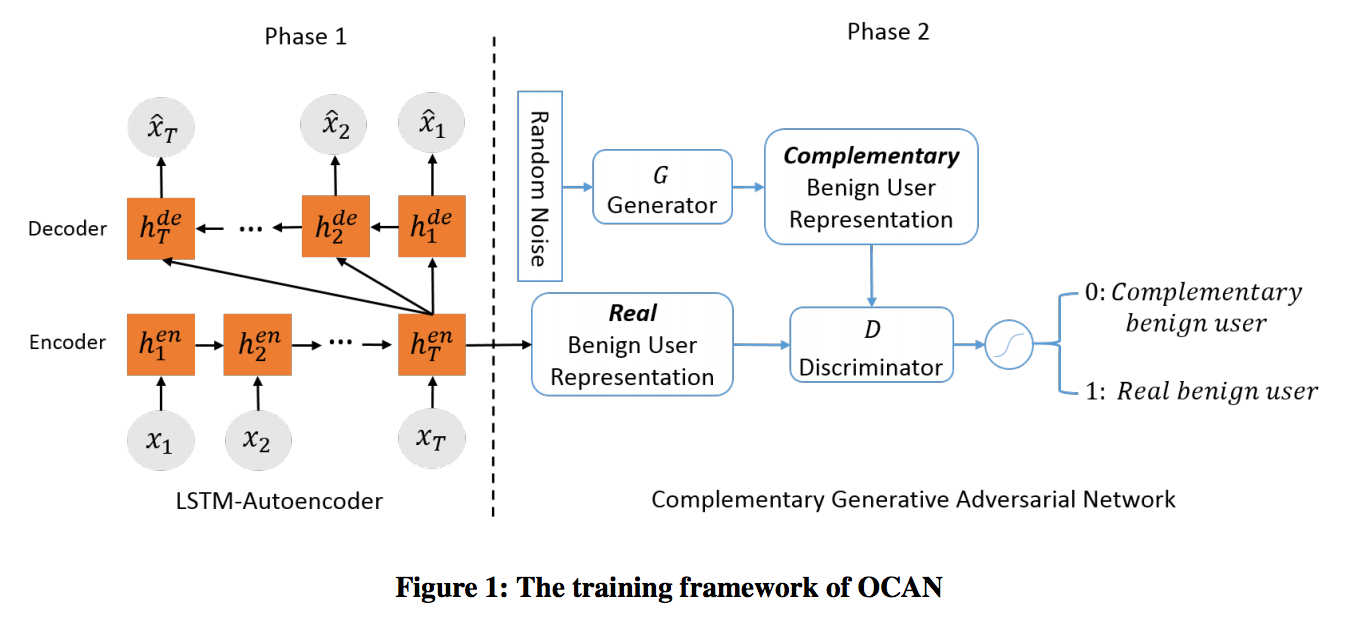 Phase 1
Phase 2
x̂_T
x̂_2
x̂_1
Random Noise
G
Generator
Complementary
Benign User
Representation
Decoder
h_T^{de}
...
h_2^{de}
h_1^{de}
Encoder
h_1^{en}
h_2^{en}
...
h_T^{en}
Real
Benign User
Representation
D
Discriminator
0: Complementary
benign user
1: Real benign user
x_1
x_2
x_T
LSTM-Autoencoder
Complementary Generative Adversarial Network
Figure 1: The training framework of OCAN